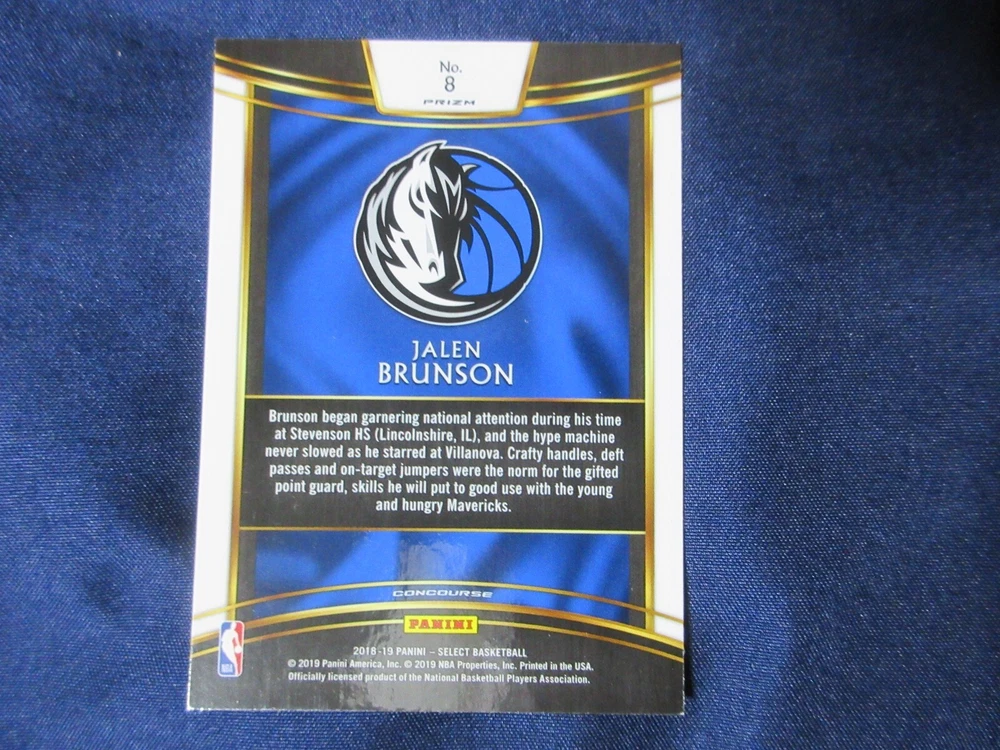 No.
8
PRIZM
JALEN
BRUNSON
Brunson began garnering national attention during his time
at Stevenson HS (Lincolnshire, IL), and the hype machine
never slowed as he starred at Villanova. Crafty handles, deft
passes and on-target jumpers were the norm for the gifted
point guard, skills he will put to good use with the young
and hungry Mavericks.
CONCOURSE
PANINI
2018-19 PANINI – SELECT BASKETBALL
© 2019 Panini America, Inc. © 2019 NBA Properties, Inc. Printed in the USA.
Officially licensed product of the National Basketball Players Association.
NBA